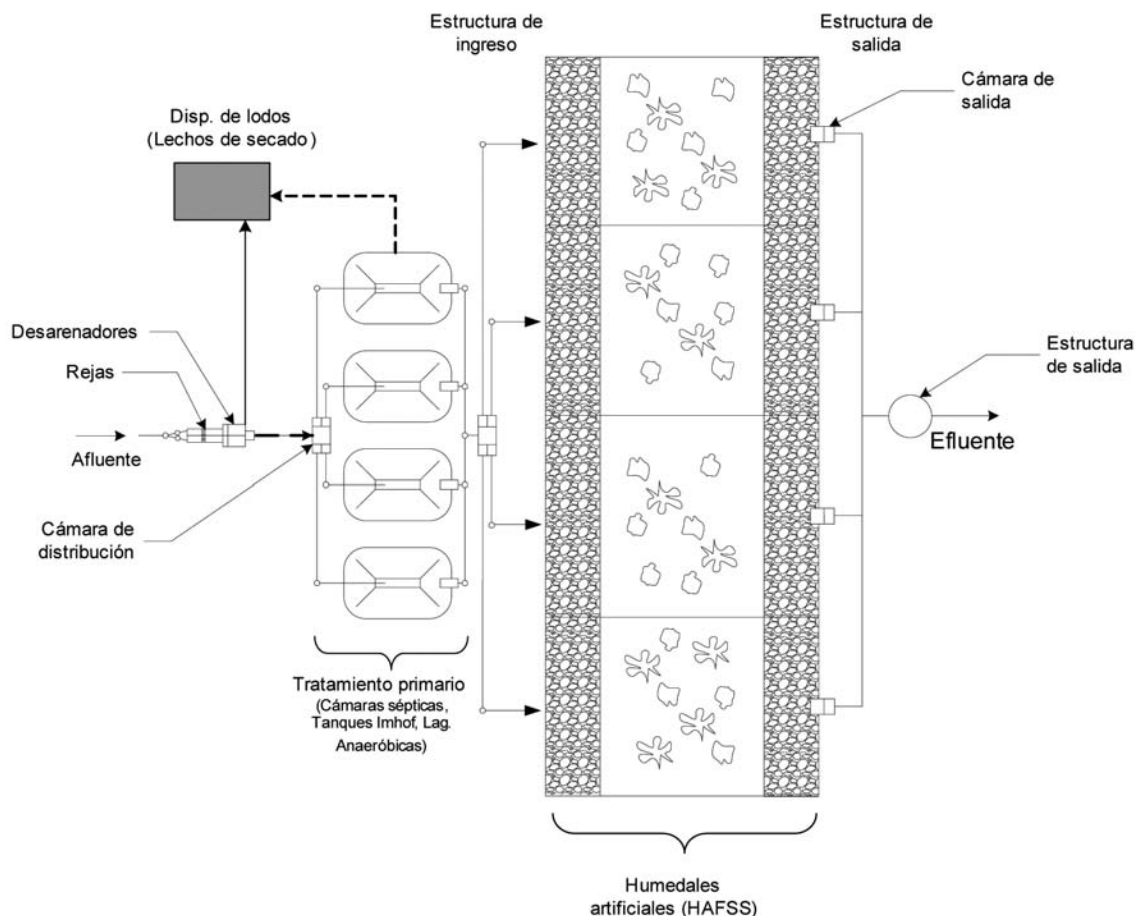 Estructura de
ingreso
Estructura de
salida
Cámara de
salida
Disp. de lodos
(Lechos de secado)
Desarenadores
Rejas
Afluente
Cámara de
distribución
Estructura
de salida
Efluente
Tratamiento primario
(Cámaras sépticas,
Tanques Imhof, Lag.
Anaeróbicas)
Humedales
artificiales (HAFSS)